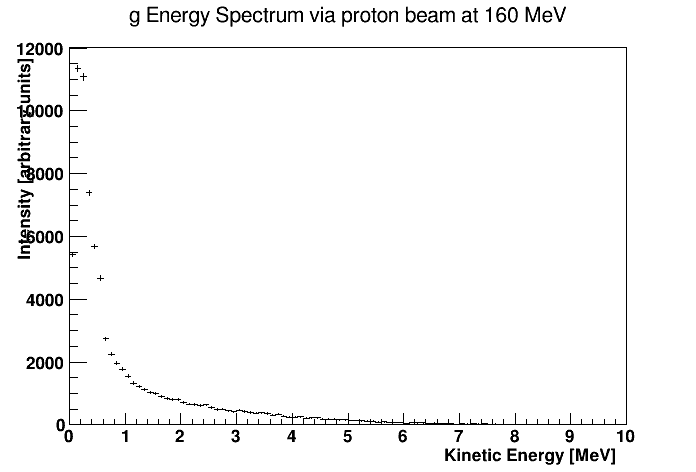 g Energy Spectrum via proton beam at 160 MeV
Intensity [arbitrary units]
12000
10000
8000
6000
4000
2000
0
0 1 2 3 4 5 6 7 8 9 10
Kinetic Energy [MeV]